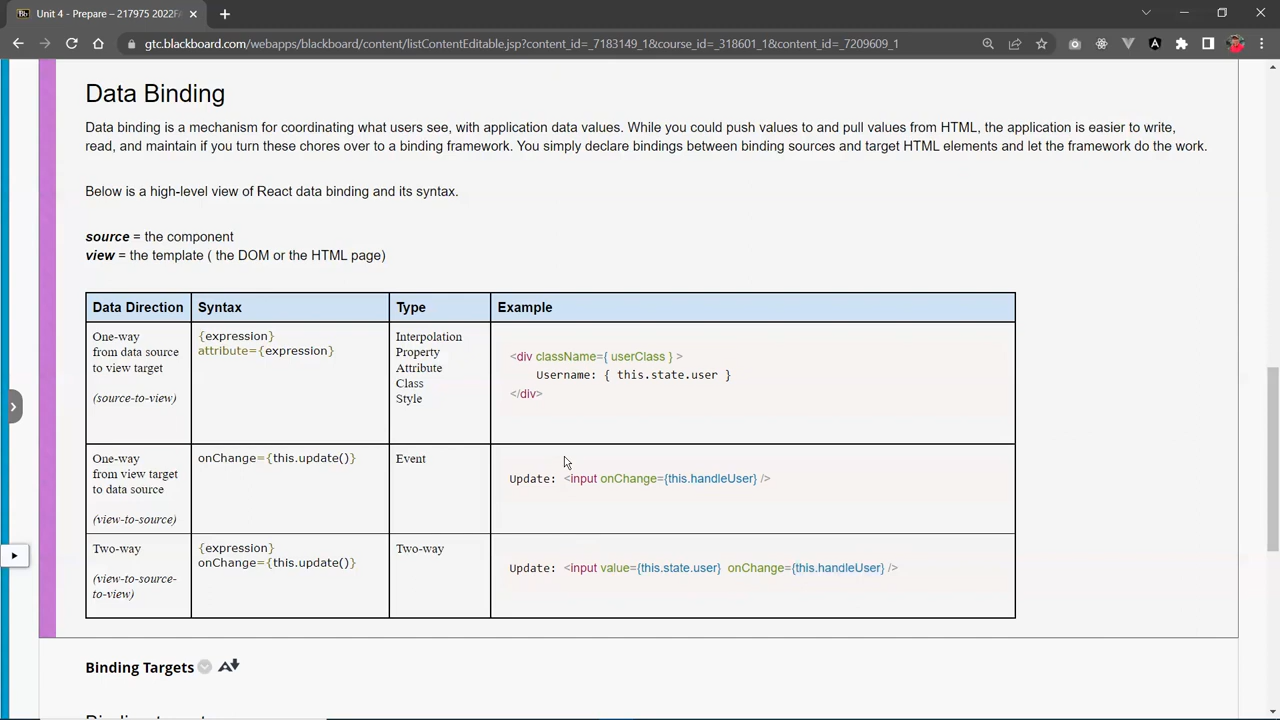 Unit 4 - Prepare – 217975 2022F
gtc.blackboard.com/webapps/blackboard/content/listContentEditable.jsp?content_id=_7183149_1&course_id=_318601_1&content_id=_7209609_1
Data Binding
Data binding is a mechanism for coordinating what users see, with application data values. While you could push values to and pull values from HTML, the application is easier to write,
read, and maintain if you turn these chores over to a binding framework. You simply declare bindings between binding sources and target HTML elements and let the framework do the work.
Below is a high-level view of React data binding and its syntax.
source = the component
view = the template ( the DOM or the HTML page)
Data Direction Syntax Type Example
One-way
from data source
to view target
(source-to-view)
{expression}
attribute={expression}
Interpolation
Property
Attribute
Class
Style
<div className={ userClass } >
Username: { this.state.user }
</div>
One-way
from view target
to data source
(view-to-source)
onChange={this.update()}
Event
Update: <input onChange={this.handleUser} />
Two-way
(view-to-source-
to-view)
{expression}
onChange={this.update()}
Two-way
Update: <input value={this.state.user} onChange={this.handleUser} />
Binding Targets